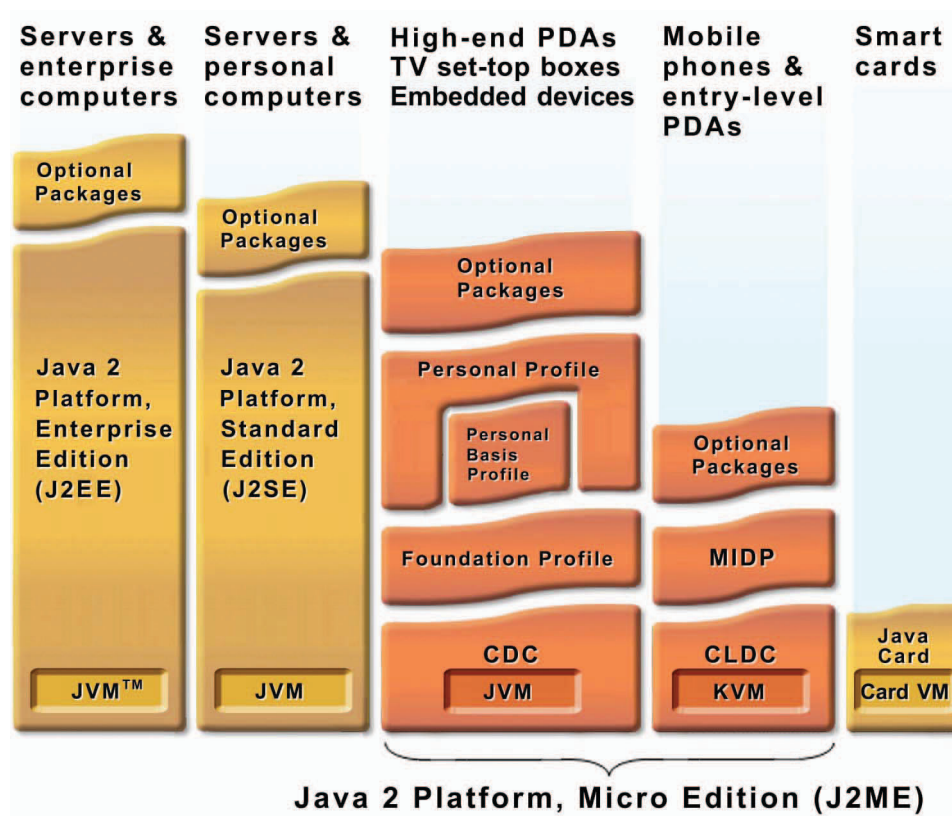 Servers &
enterprise
computers
Servers &
personal
computers
High-end PDAs
TV set-top boxes
Embedded devices
Mobile
phones &
entry-level
PDAs
Smart
cards
Optional
Packages
Java 2
Platform,
Enterprise
Edition
(J2EE)
JVM™
Optional
Packages
Java 2
Platform,
Standard
Edition
(J2SE)
JVM
Optional
Packages
Personal Profile
Personal
Basis
Profile
Foundation Profile
CDC
JVM
Optional
Packages
MIDP
CLDC
KVM
Java
Card
Card VM
Java 2 Platform, Micro Edition (J2ME)